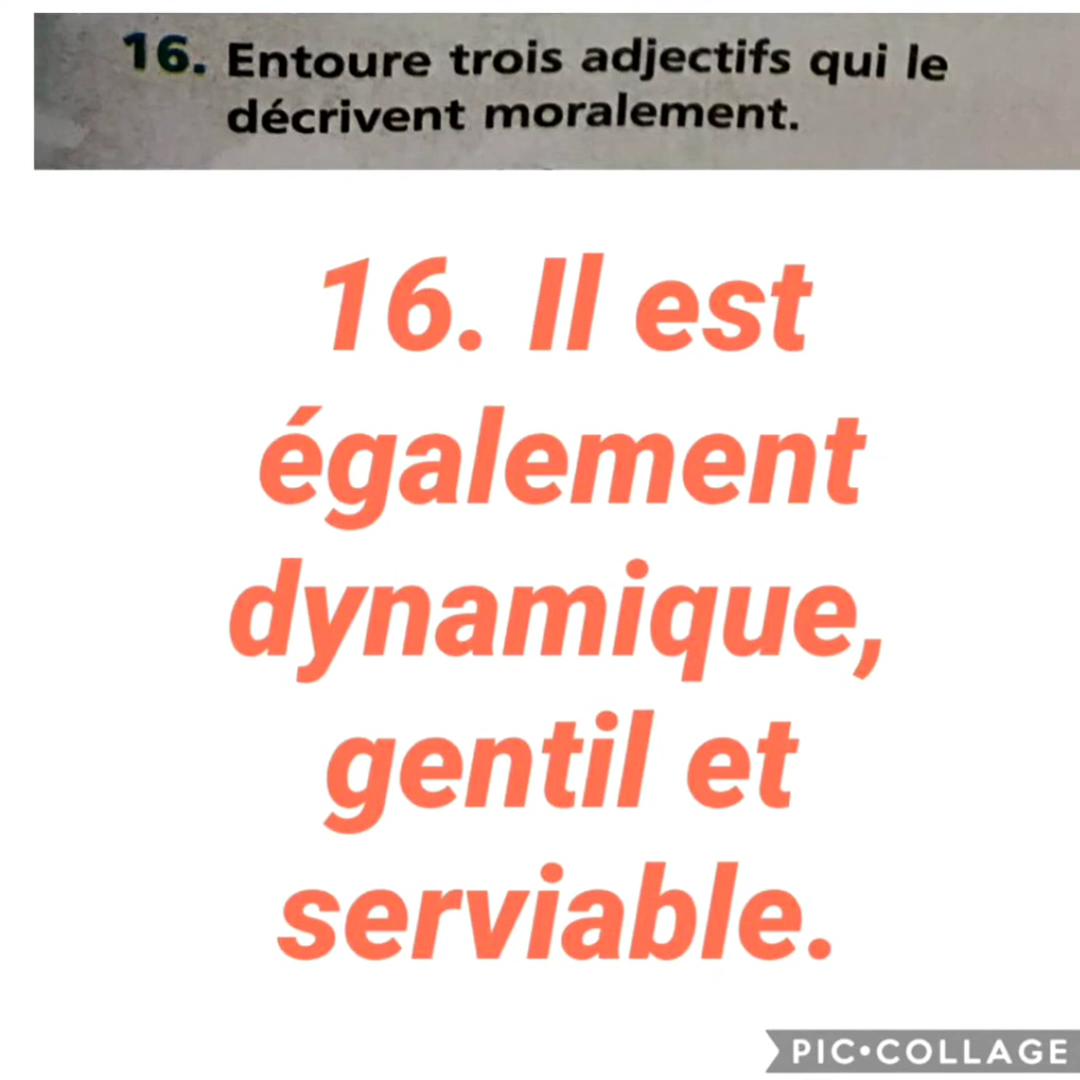 16. Entoure trois adjectifs qui le
décrivent moralement.
16. Il est
également
dynamique,
gentil et
serviable.
PIC•COLLAGE